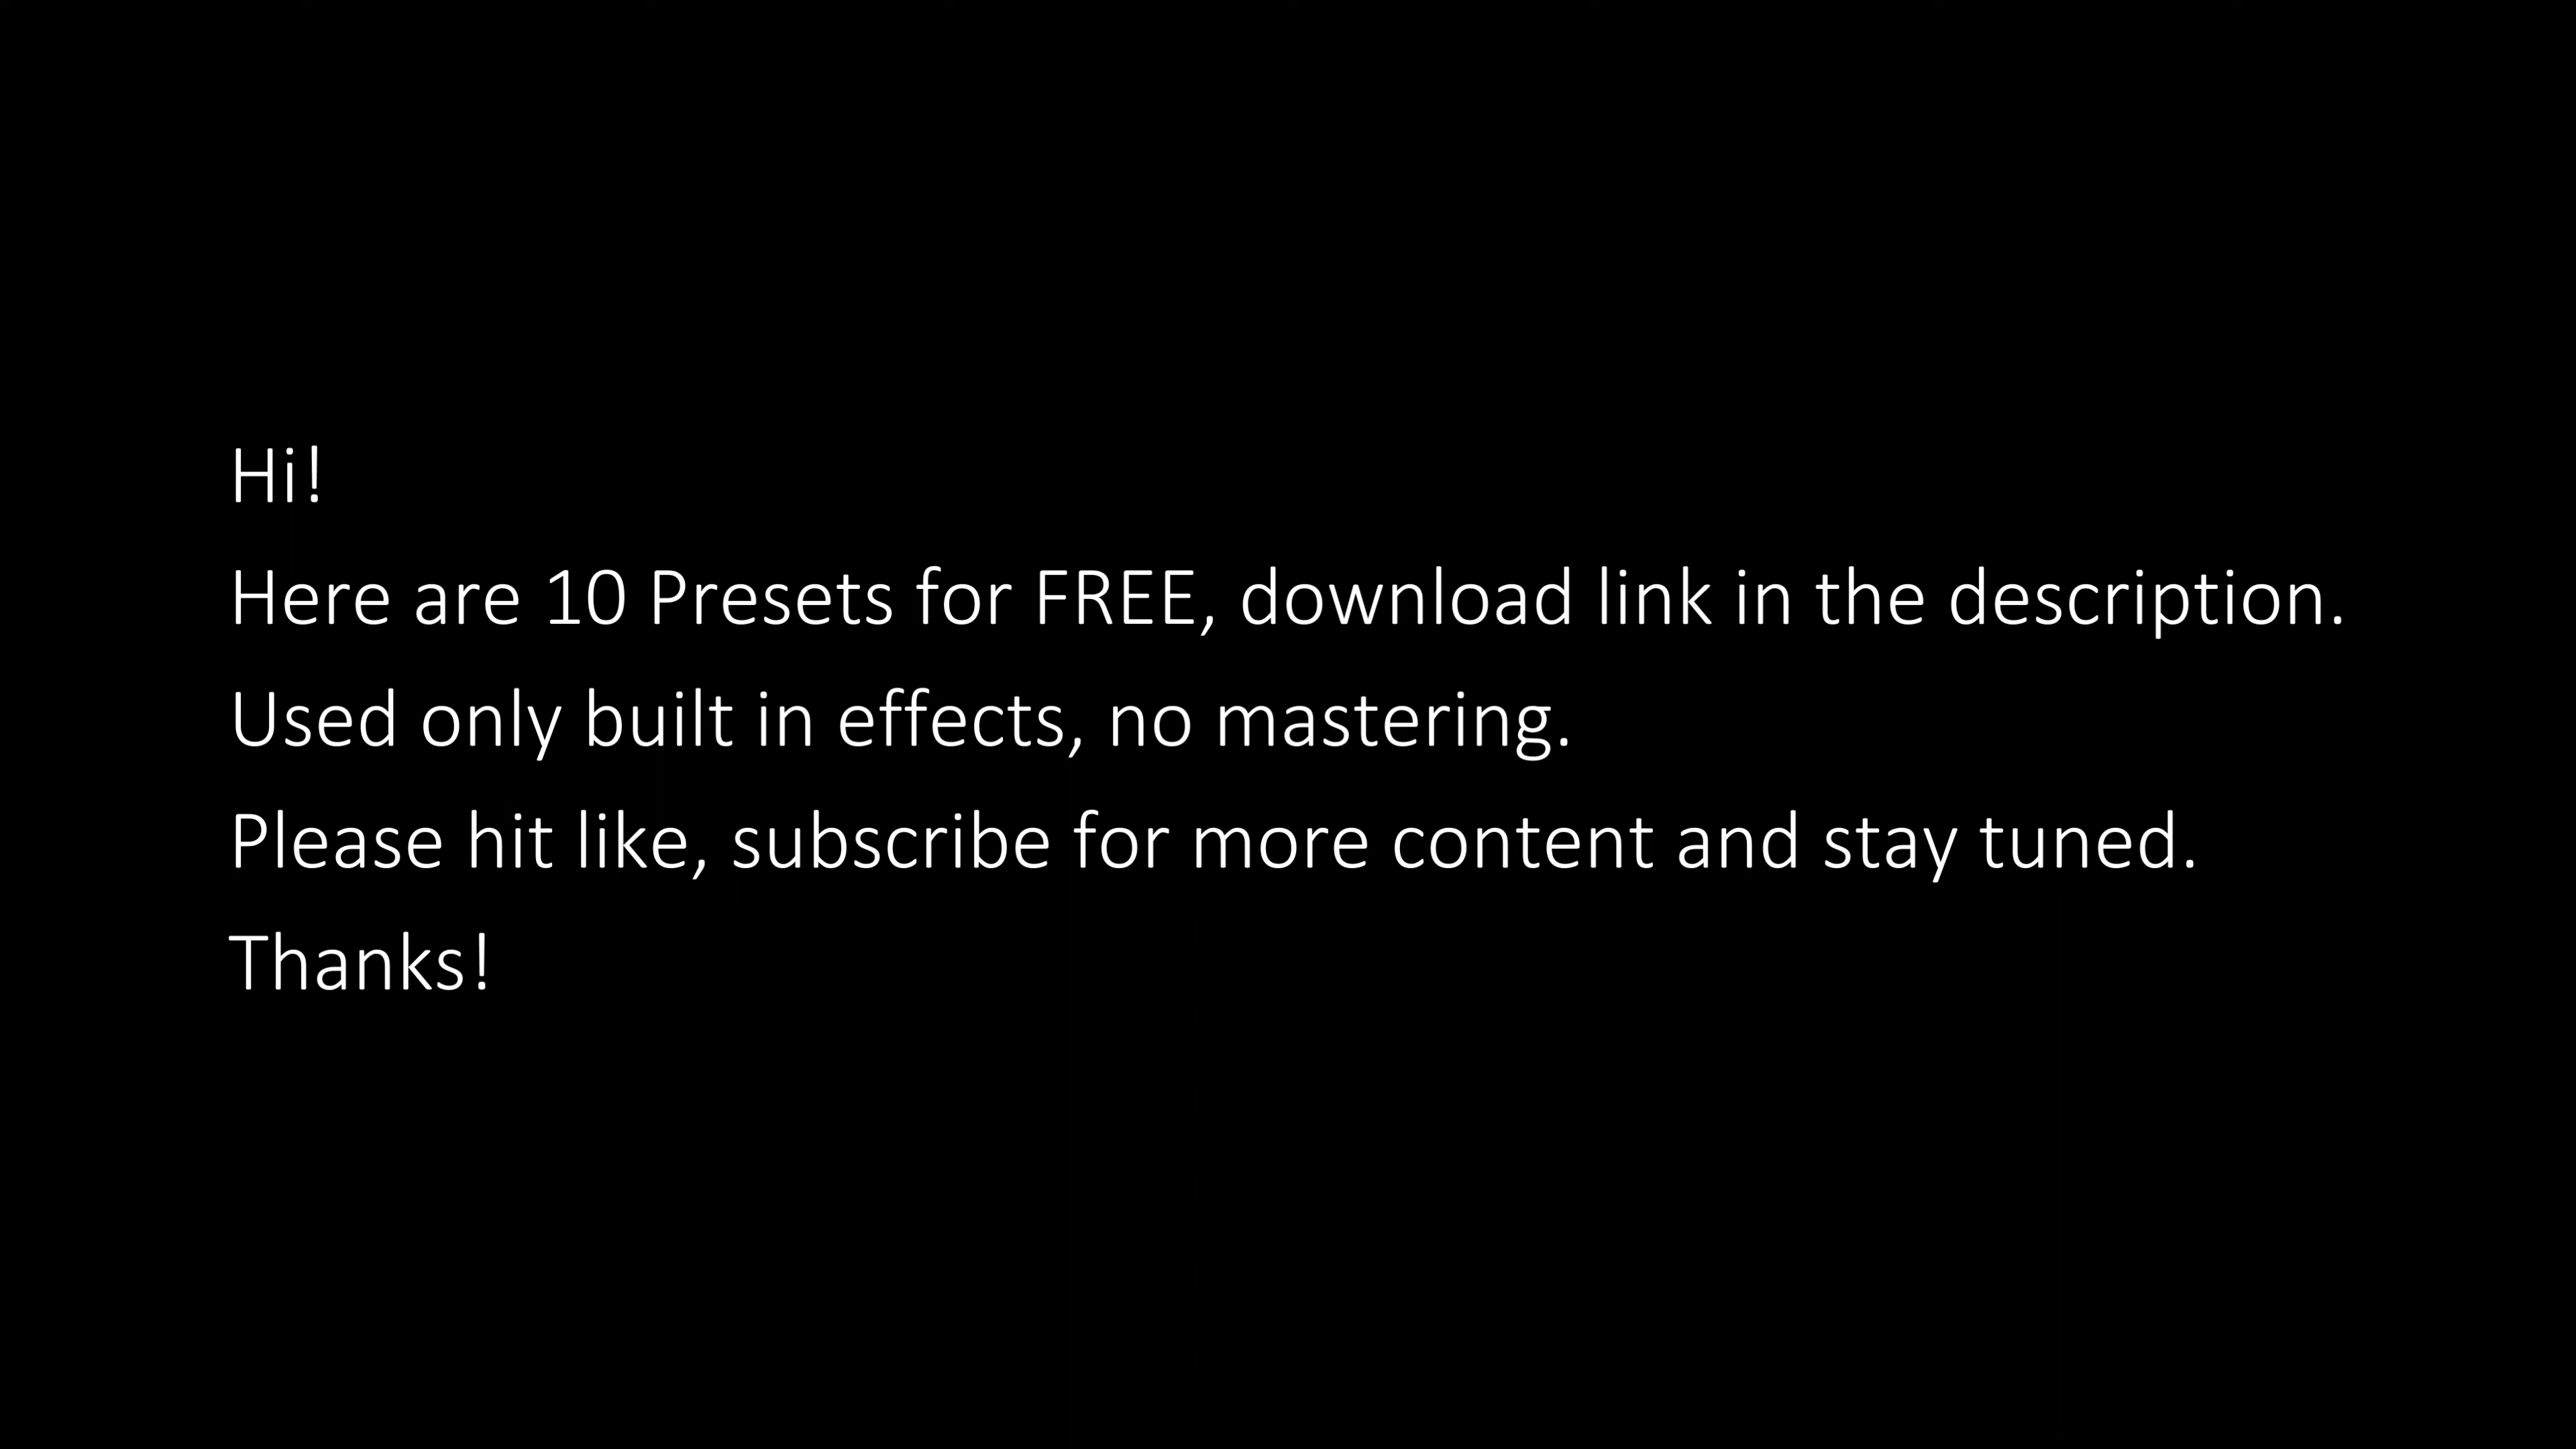 Hi!
Here are 10 Presets for FREE, download link in the description.
Used only built in effects, no mastering.
Please hit like, subscribe for more content and stay tuned.
Thanks!